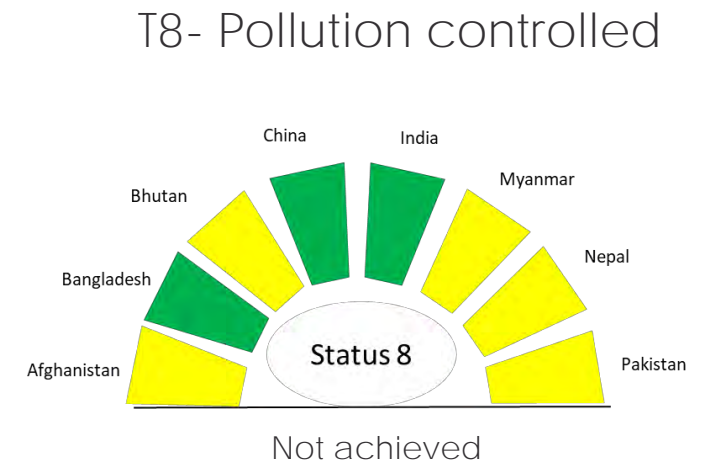 T8- Pollution controlled
China
India
Bhutan
Myanmar
Bangladesh
Nepal
Afghanistan
Status 8
Pakistan
Not achieved